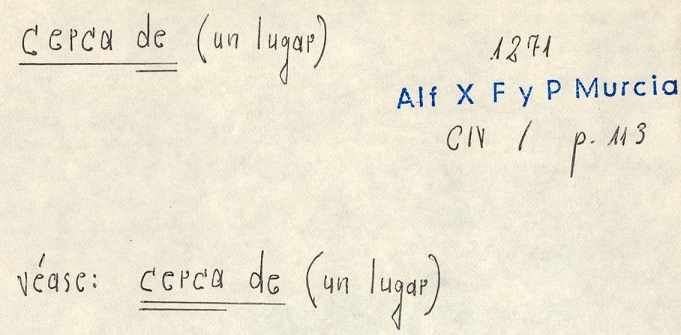 cerca de (un lugar)
1271
Alf X F y P Murcia
CIV / p. 113
véase: cerca de (un lugar)